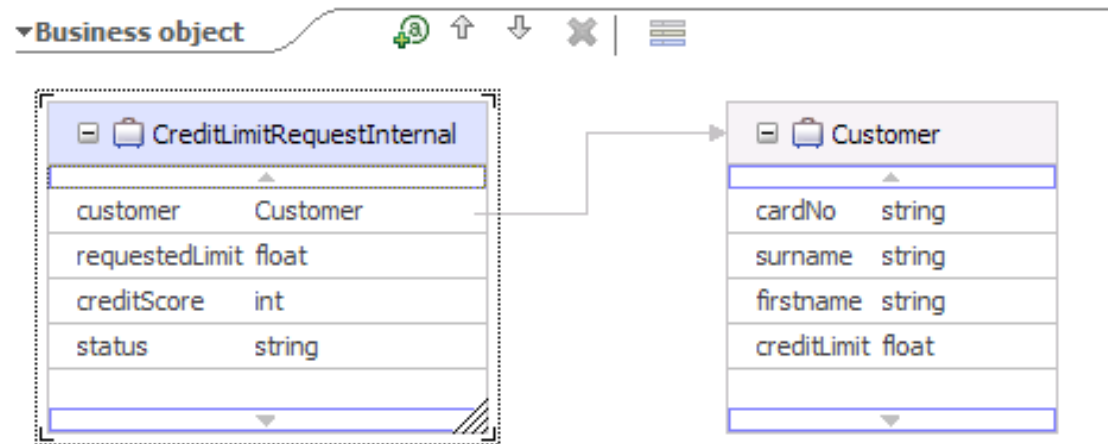 Business object
CreditLimitRequestInternal
customer Customer
requestedLimit float
creditScore int
status string
Customer
cardNo string
surname string
firstname string
creditLimit float